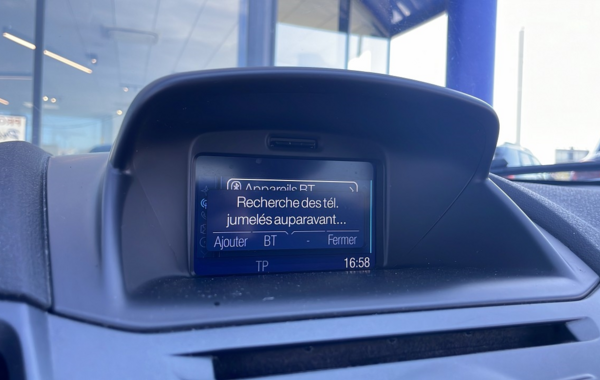 Appareils BT
Recherche des tél.
jumelés auparavant...
Ajouter BT - Fermer
TP 16:58